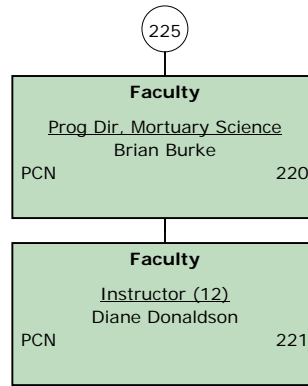 225
Faculty
Prog Dir, Mortuary Science
Brian Burke
PCN 220
Faculty
Instructor (12)
Diane Donaldson
PCN 221